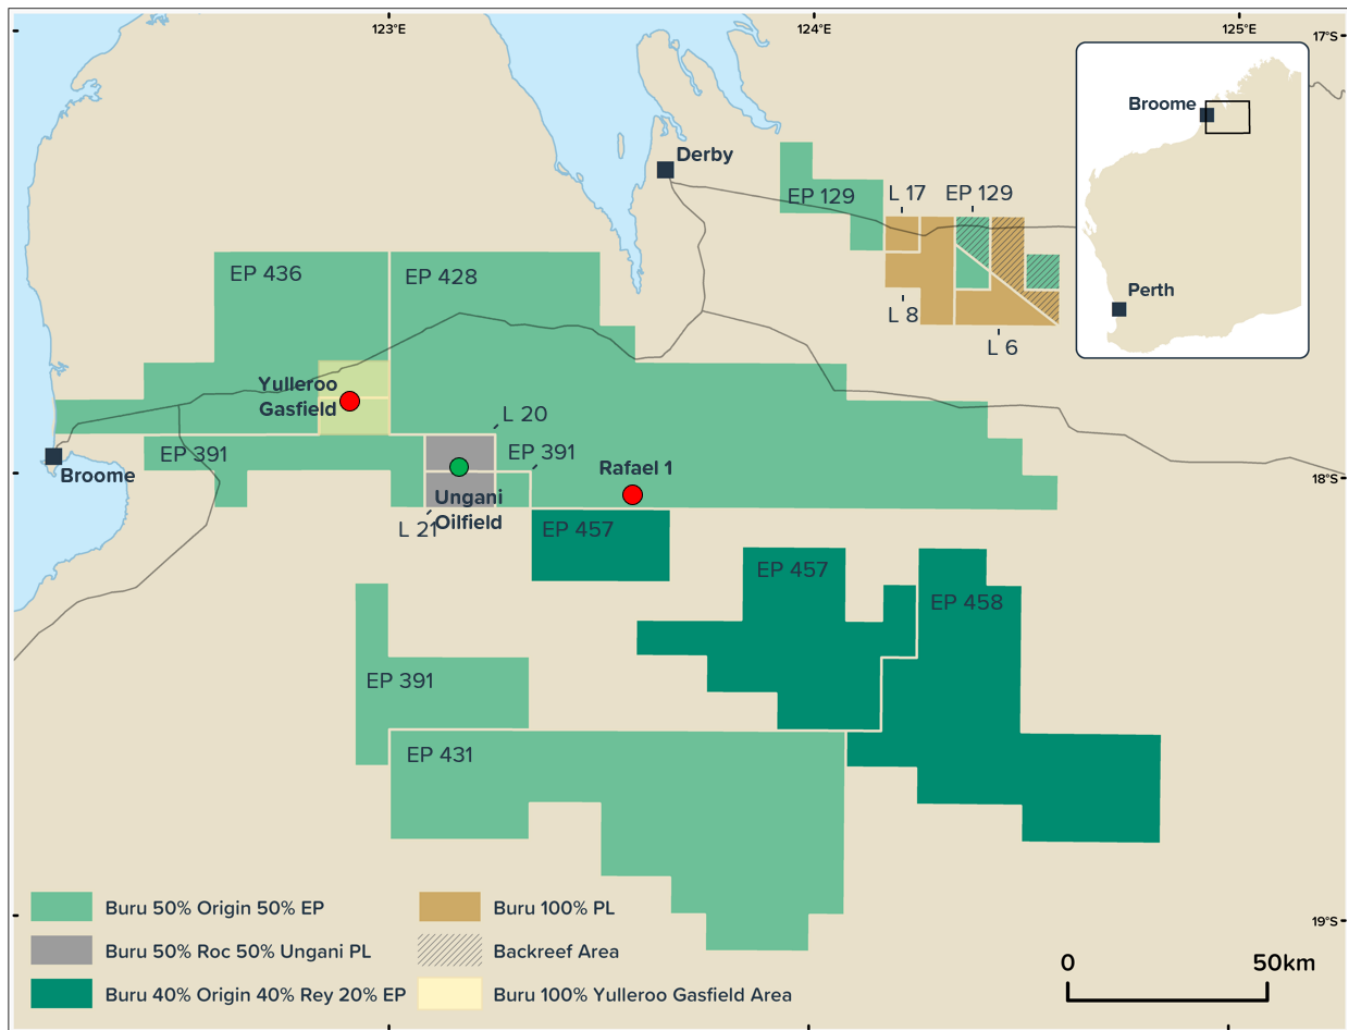 123°E
124°E
125°E
17°S
Broome
Perth
Derby
EP 129
L 17
EP 129
L 8
L 6
EP 436
EP 428
Yulleroo
Gasfield
L 20
EP 391
EP 391
Rafael 1
Broome
Ungani
Oilfield
L 21
18°S
EP 457
EP 457
EP 458
EP 391
EP 431
19°S
Buru 50% Origin 50% EP
Buru 50% Roc 50% Ungani PL
Buru 40% Origin 40% Rey 20% EP
Buru 100% PL
Backreef Area
Buru 100% Yulleroo Gasfield Area
0
50km